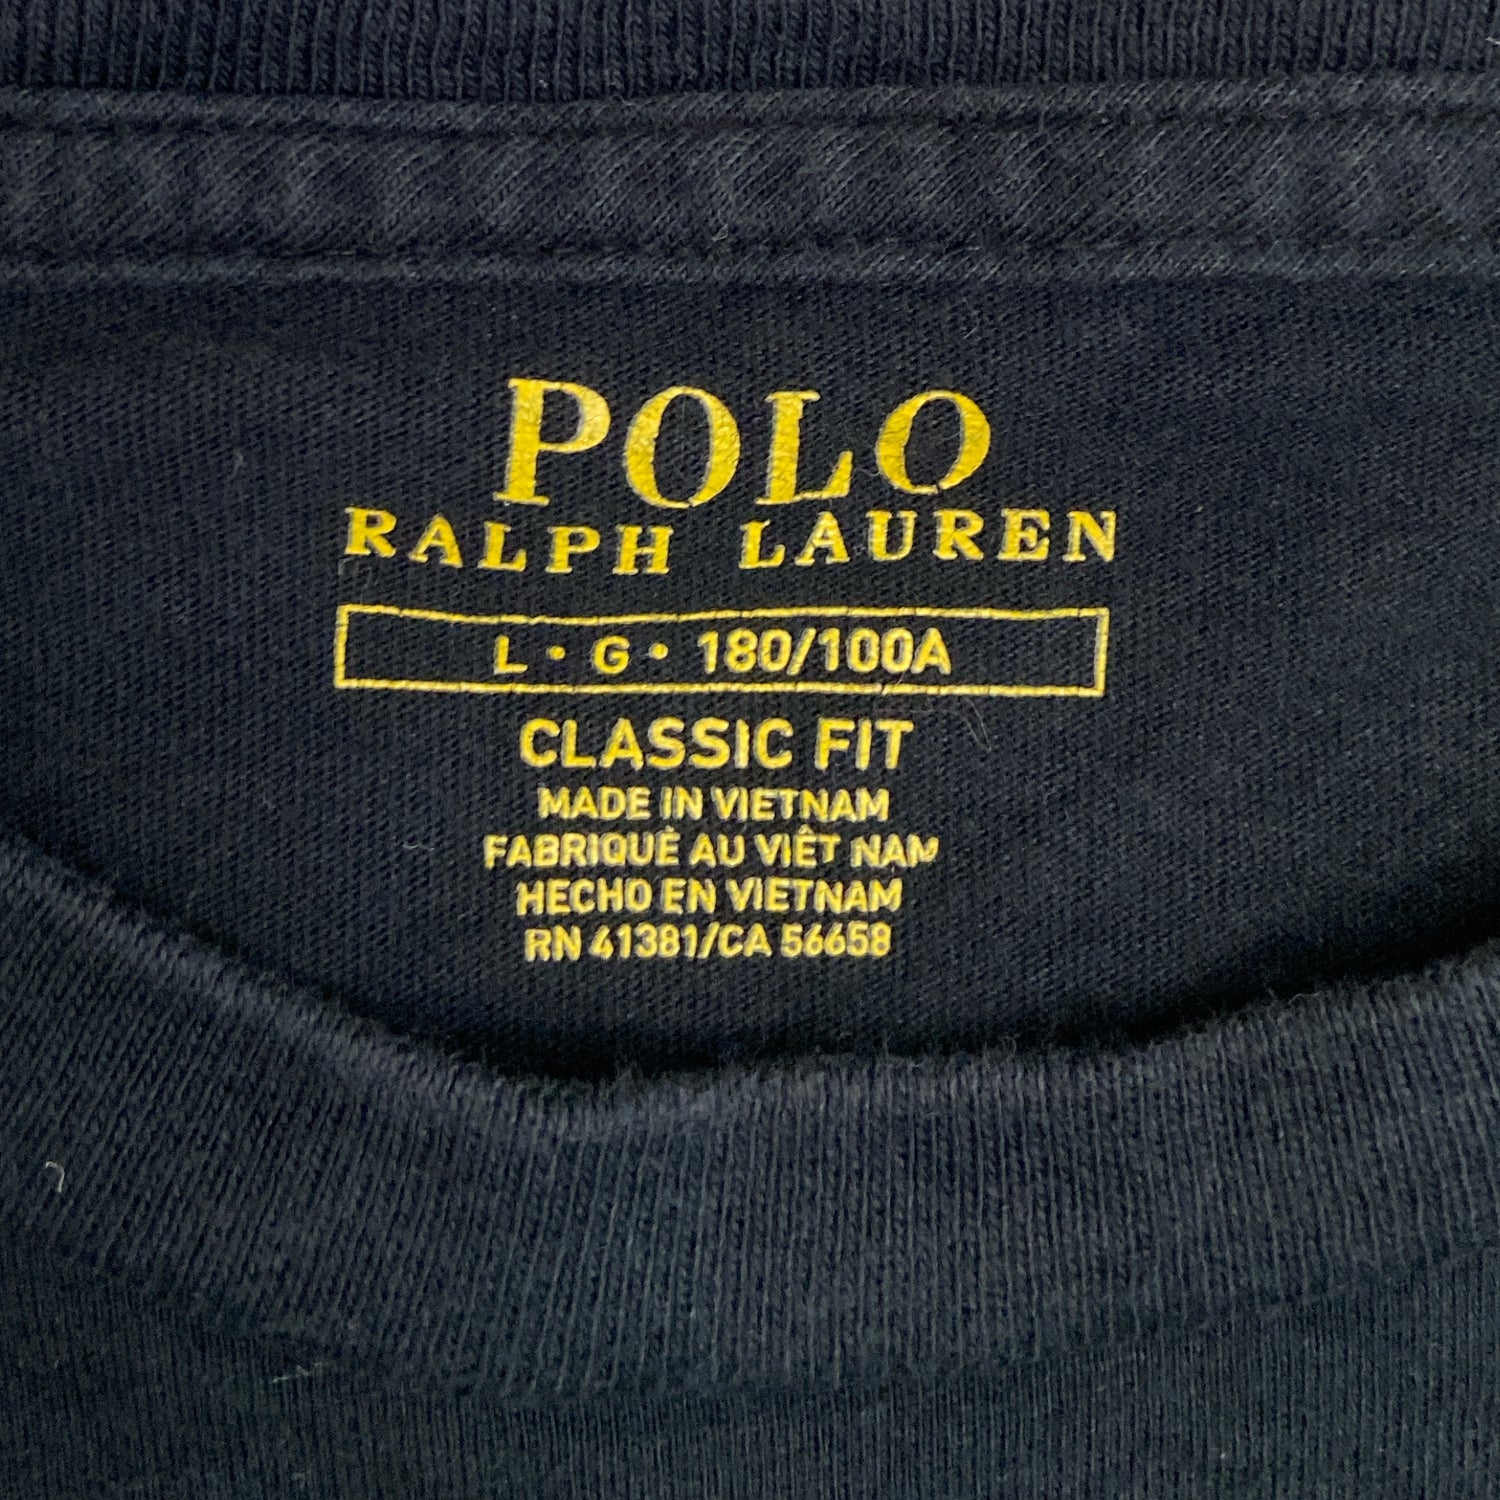 POLO
RALPH LAUREN
L • G • 180/100A
CLASSIC FIT
MADE IN VIETNAM
FABRIQUÉ AU VIÊT NAM
HECHO EN VIETNAM
RN 41381/CA 56658